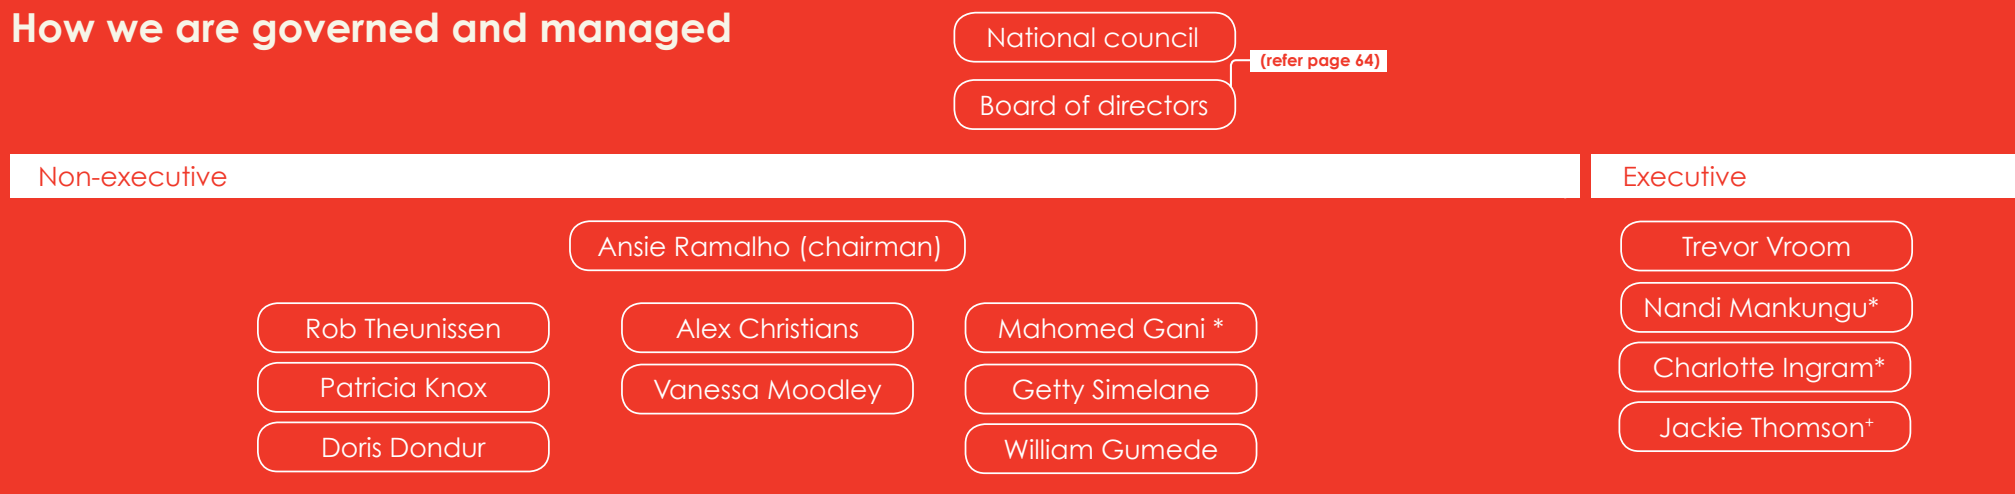 How we are governed and managed
National council
(refer page 64)
Board of directors
Non-executive
Executive
Ansie Ramalho (chairman)
Rob Theunissen
Patricia Knox
Doris Dondur
Alex Christians
Vanessa Moodley
Mahomed Gani *
Getty Simelane
William Gumede
Trevor Vroom
Nandi Mankungu*
Charlotte Ingram*
Jackie Thomson+